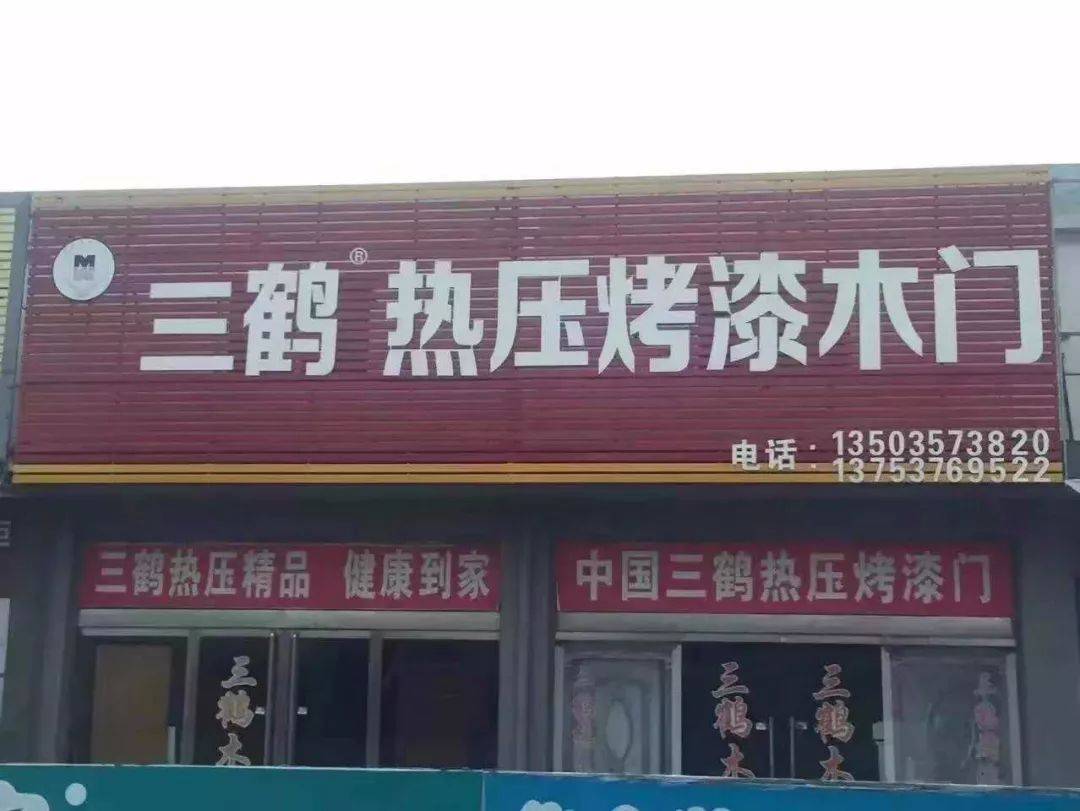 M
三鹤® 热压烤漆木门
电话：13503573820
13753769522
三鹤热压精品 健康到家
中国三鹤热压烤漆门
三鹤木
三鹤木
三鹤木